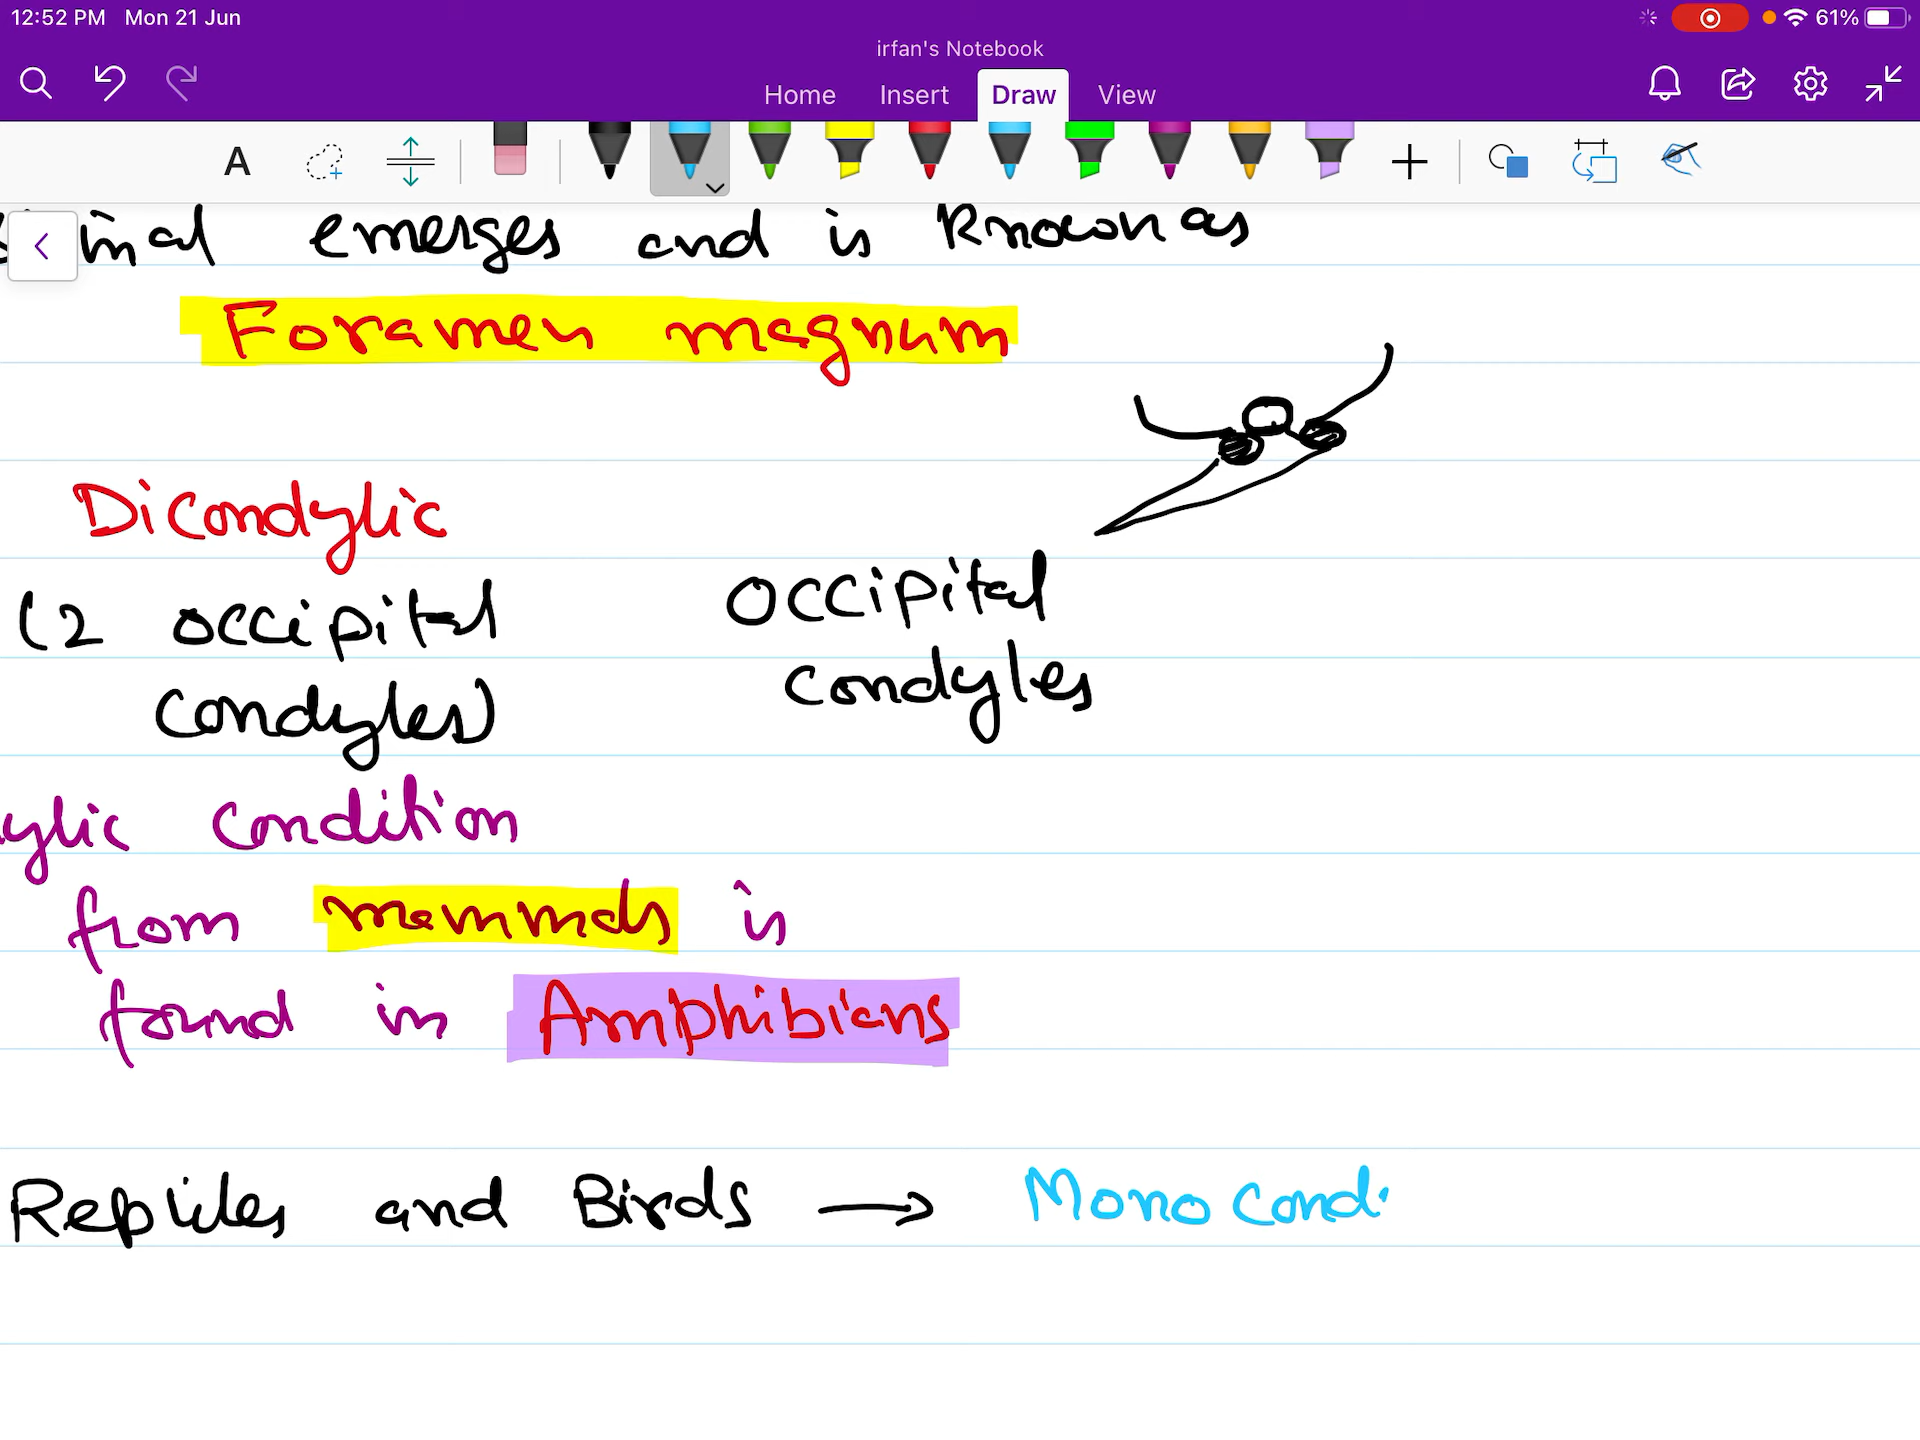 12:52 PM Mon 21 Jun 61%
irfan's Notebook
Home Insert Draw View
A
emerges and is known as
Foramen magnum
Dicondylic
(2 occipital
condyles)
occipital
condyles
ylic condition
from mammals is
found in Amphibians
Reptiles and Birds → Mono cond